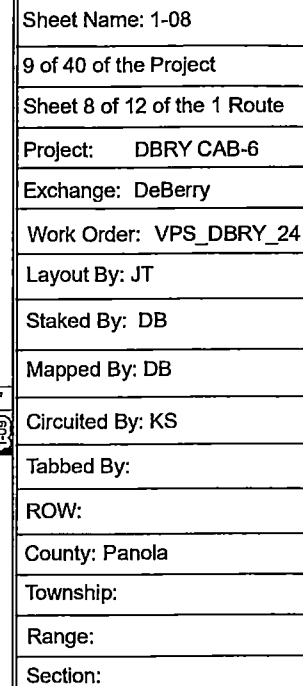 Sheet Name: 1-08
9 of 40 of the Project
Sheet 8 of 12 of the 1 Route
Project: DBRY CAB-6
Exchange: DeBerry
Work Order: VPS_DBRY_24
Layout By: JT
Staked By: DB
Mapped By: DB
1-09
Circuited By: KS
Tabbed By:
ROW:
County: Panola
Township:
Range:
Section: